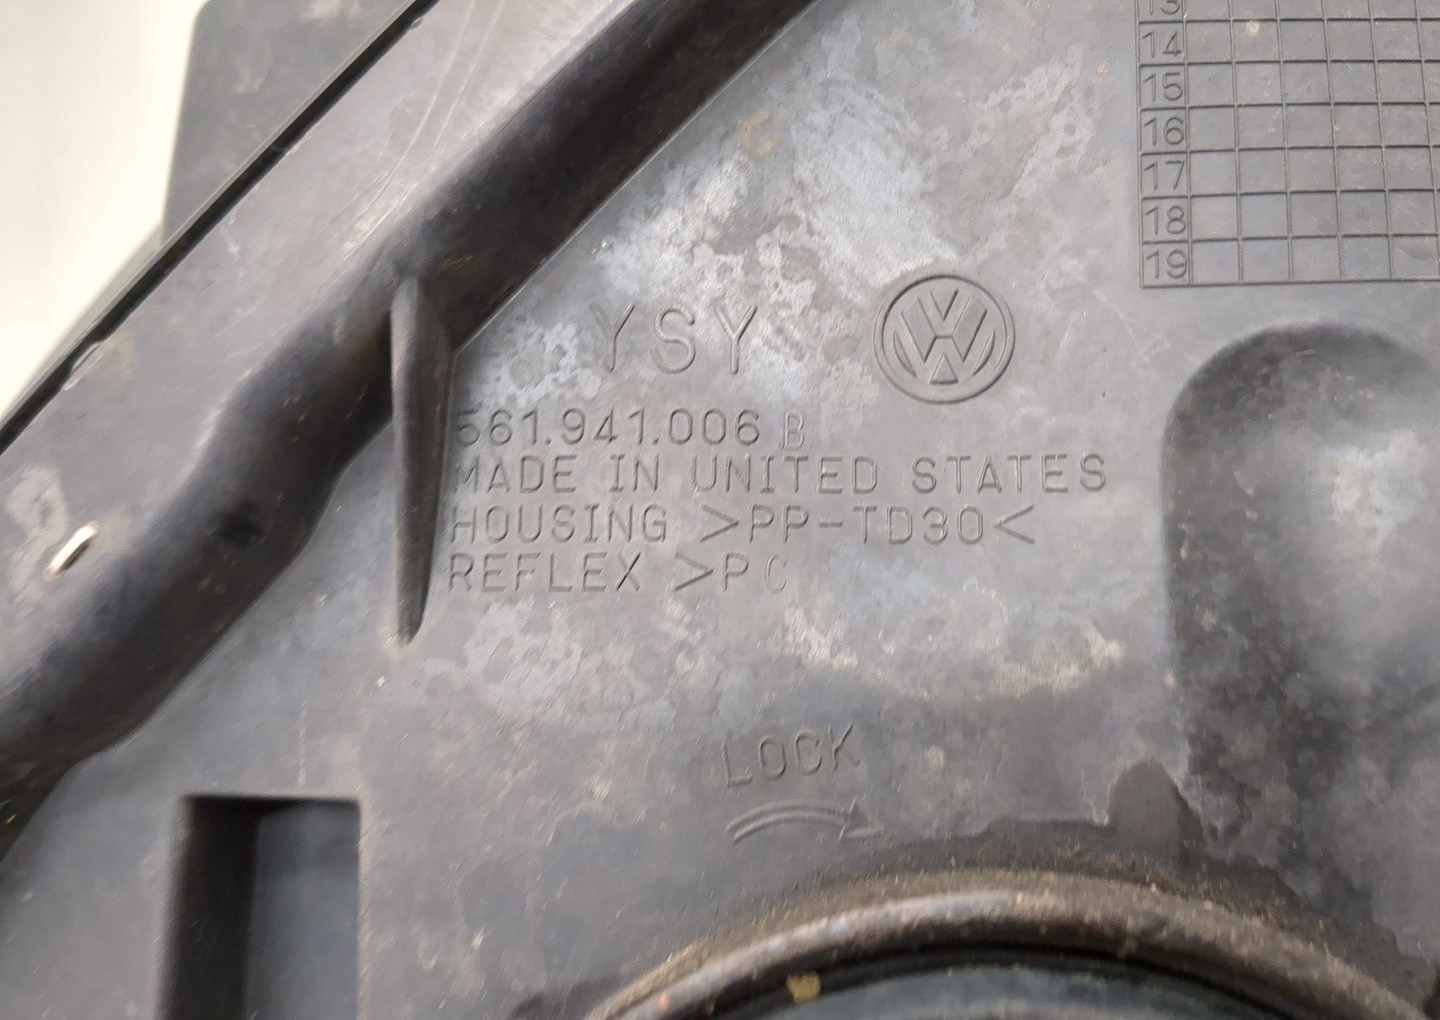 13
14
15
16
17
18
19
YSY
561.941.006 B
MADE IN UNITED STATES
HOUSING >PP-TD30<
REFLEX >PC
LOCK